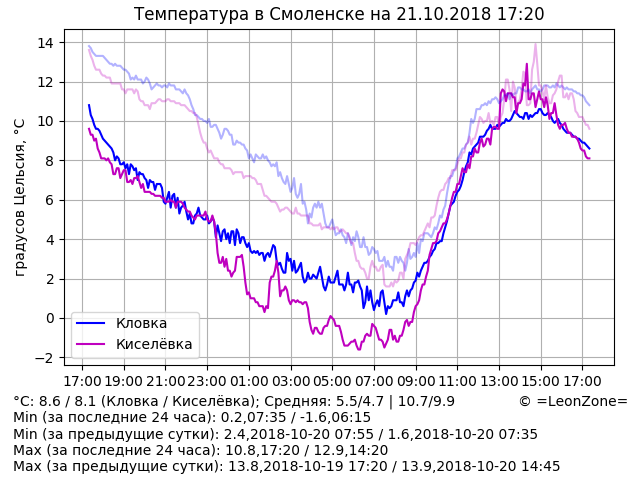 Температура в Смоленске на 21.10.2018 17:20
градусов Цельсия, °C
14
12
10
8
6
4
2
0
−2
Кловка
Киселёвка
17:00 19:00 21:00 23:00 01:00 03:00 05:00 07:00 09:00 11:00 13:00 15:00 17:00
°C: 8.6 / 8.1 (Кловка / Киселёвка); Средняя: 5.5/4.7 | 10.7/9.9 © =LeonZone=
Min (за последние 24 часа): 0.2,07:35 / -1.6,06:15
Min (за предыдущие сутки): 2.4,2018-10-20 07:55 / 1.6,2018-10-20 07:35
Max (за последние 24 часа): 10.8,17:20 / 12.9,14:20
Max (за предыдущие сутки): 13.8,2018-10-19 17:20 / 13.9,2018-10-20 14:45